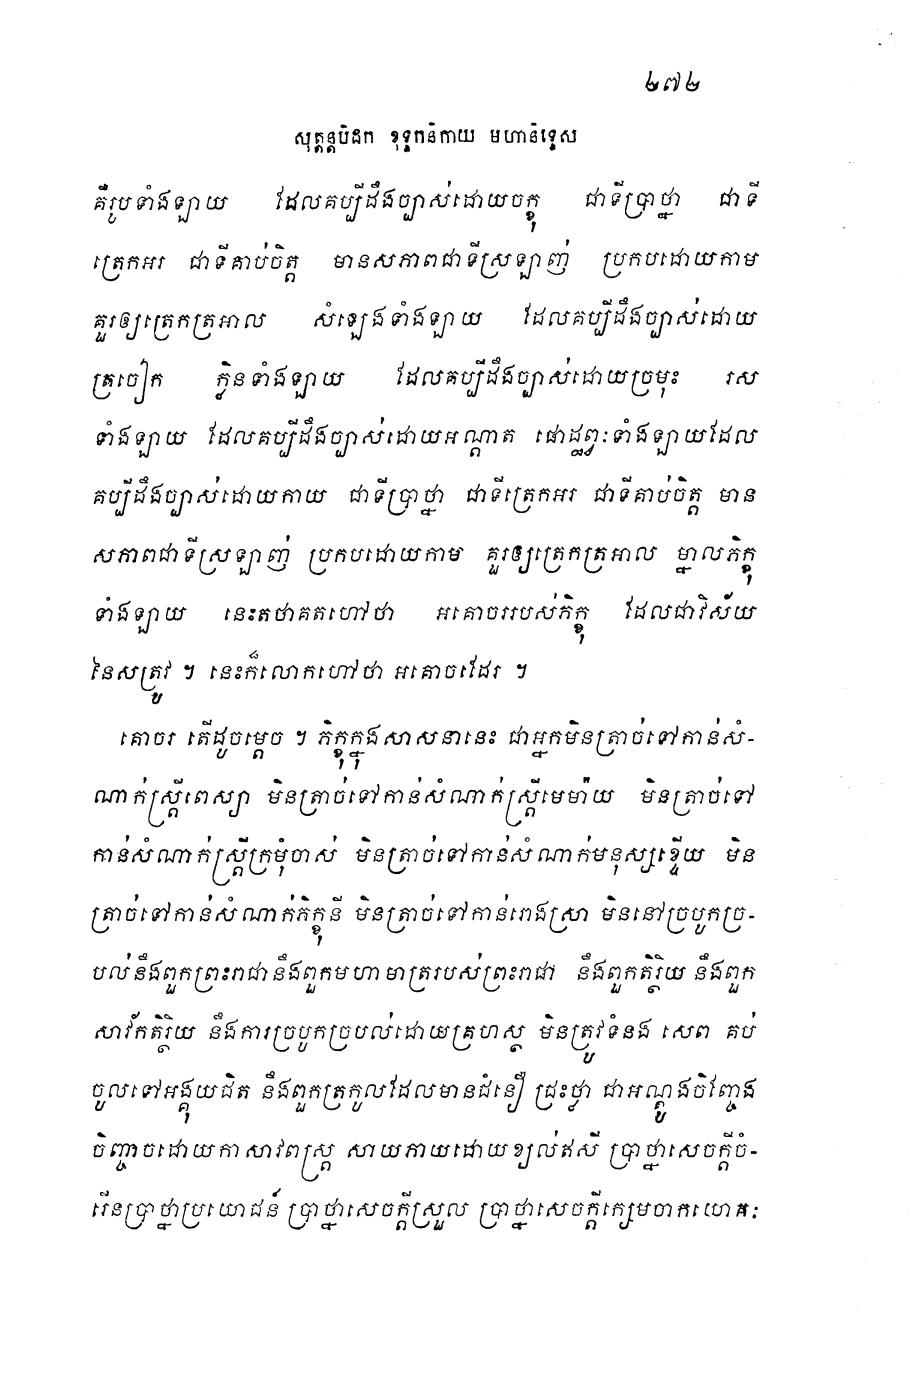 ២៧២
សុត្តន្តបិដក ខុទ្ទកនិកាយ មហានិទ្ទេស
គឺរូបទាំងឡាយ ដែលគប្បីដឹងច្បាស់ដោយចក្ខុ ជាទីប្រាថ្នា ជាទី
ត្រេកអរ ជាទីគាប់ចិត្ត មានសភាពជាទីស្រឡាញ់ ប្រកបដោយកាម
គួរឲ្យត្រេកត្រអាល សំឡេងទាំងឡាយ ដែលគប្បីដឹងច្បាស់ដោយ
ត្រចៀក ក្លិនទាំងឡាយ ដែលគប្បីដឹងច្បាស់ដោយច្រមុះ រស
ទាំងឡាយ ដែលគប្បីដឹងច្បាស់ដោយអណ្តាត ផោដ្ឋព្វៈទាំងឡាយដែល
គប្បីដឹងច្បាស់ដោយកាយ ជាទីប្រាថ្នា ជាទីត្រេកអរ ជាទីគាប់ចិត្ត មាន
សភាពជាទីស្រឡាញ់ ប្រកបដោយកាម គួរឲ្យត្រេកត្រអាល ម្នាលភិក្ខុ
ទាំងឡាយ នេះតថាគតហៅថា អគោចររបស់ភិក្ខុ ដែលជាវិស័យ
នៃសត្រូវ ។ នេះក៏លោកហៅថា អគោចរដែរ ។
គោចរ តើដូចម្តេច ។ ភិក្ខុក្នុងសាសនានេះ ជាអ្នកមិនត្រាច់ទៅកាន់សំ-
ណាក់ស្ត្រីពេស្យា មិនត្រាច់ទៅកាន់សំណាក់ស្ត្រីមេម៉ាយ មិនត្រាច់ទៅ
កាន់សំណាក់ស្ត្រីក្រមុំចាស់ មិនត្រាច់ទៅកាន់សំណាក់មនុស្សខ្ទើយ មិន
ត្រាច់ទៅកាន់សំណាក់ភិក្ខុនី មិនត្រាច់ទៅកាន់រោងស្រា មិននៅច្របូកច្រ-
បល់នឹងពួកព្រះរាជានឹងពួកមហាមាត្ររបស់ព្រះរាជា នឹងពួកតិរ្ថិយ នឹងពួក
សាវ័កតិរ្ថិយ នឹងការច្របូកច្របល់ដោយគ្រហស្ថ មិនត្រូវទំនង សេព គប់
ចូលទៅអង្គុយជិត នឹងពួកត្រកូលដែលមានជំនឿ ជ្រះថ្លា ជាអណ្តូងចិញ្ចែង
ចិញ្ចាចដោយកាសាវពស្ត្រ សាយភាយដោយខ្យល់ឥសី ប្រាថ្នាសេចក្តីចំ-
រើនប្រាថ្នាប្រយោជន៍ ប្រាថ្នាសេចក្តីស្រួល ប្រាថ្នាសេចក្តីក្សេមចាកយោគៈ